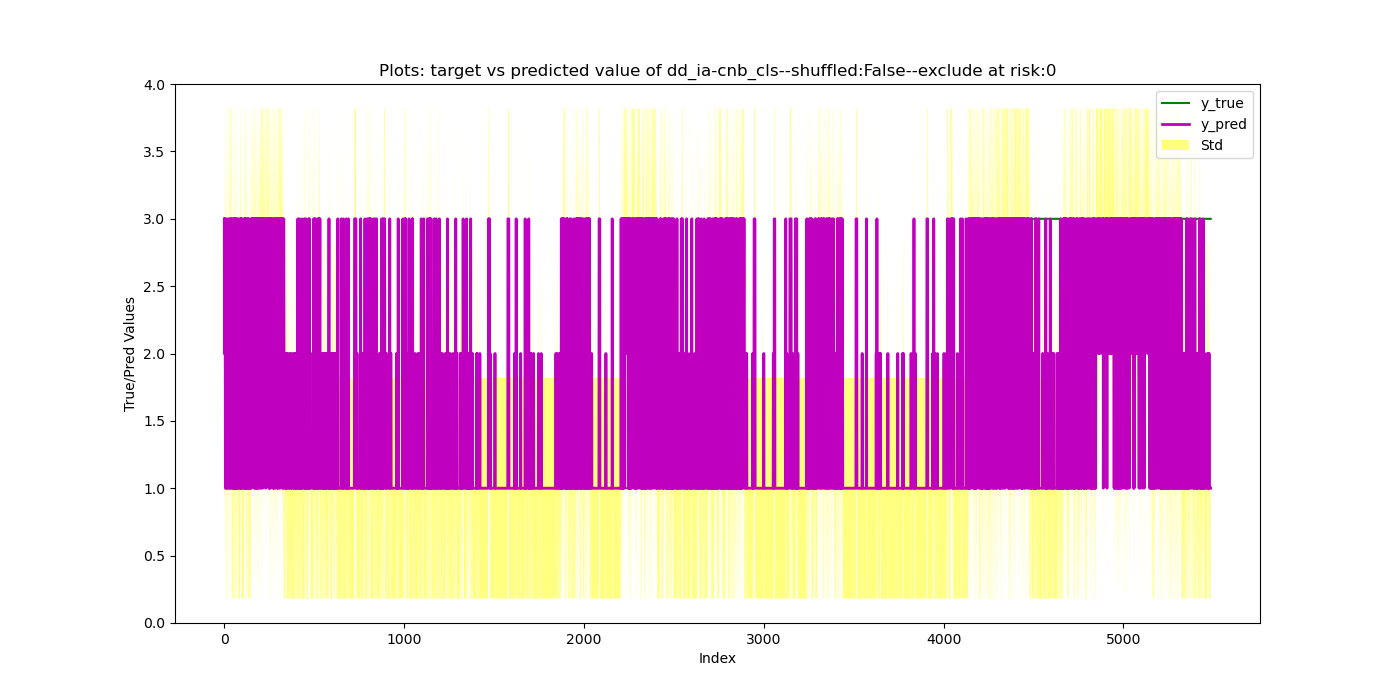 Plots: target vs predicted value of dd_ia-cnb_cls--shuffled:False--exclude at risk:0
4.0
3.5
3.0
2.5
2.0
1.5
1.0
0.5
0.0
True/Pred Values
y_true
y_pred
Std
0 1000 2000 3000 4000 5000
Index